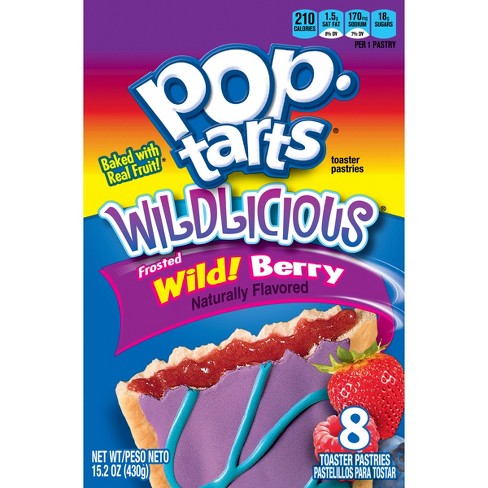 210 CALORIES
1.5g SAT FAT 8% DV
170mg SODIUM 7% DV
18g SUGARS
PER 1 PASTRY
pop.
tarts®
Baked with
Real Fruit!
toaster
pastries
WILDLICIOUS®
Frosted
Wild! Berry
Naturally Flavored
8
NET WT/PESO NETO
15.2 OZ (430g)
TOASTER PASTRIES
PASTELILLOS PARA TOSTAR